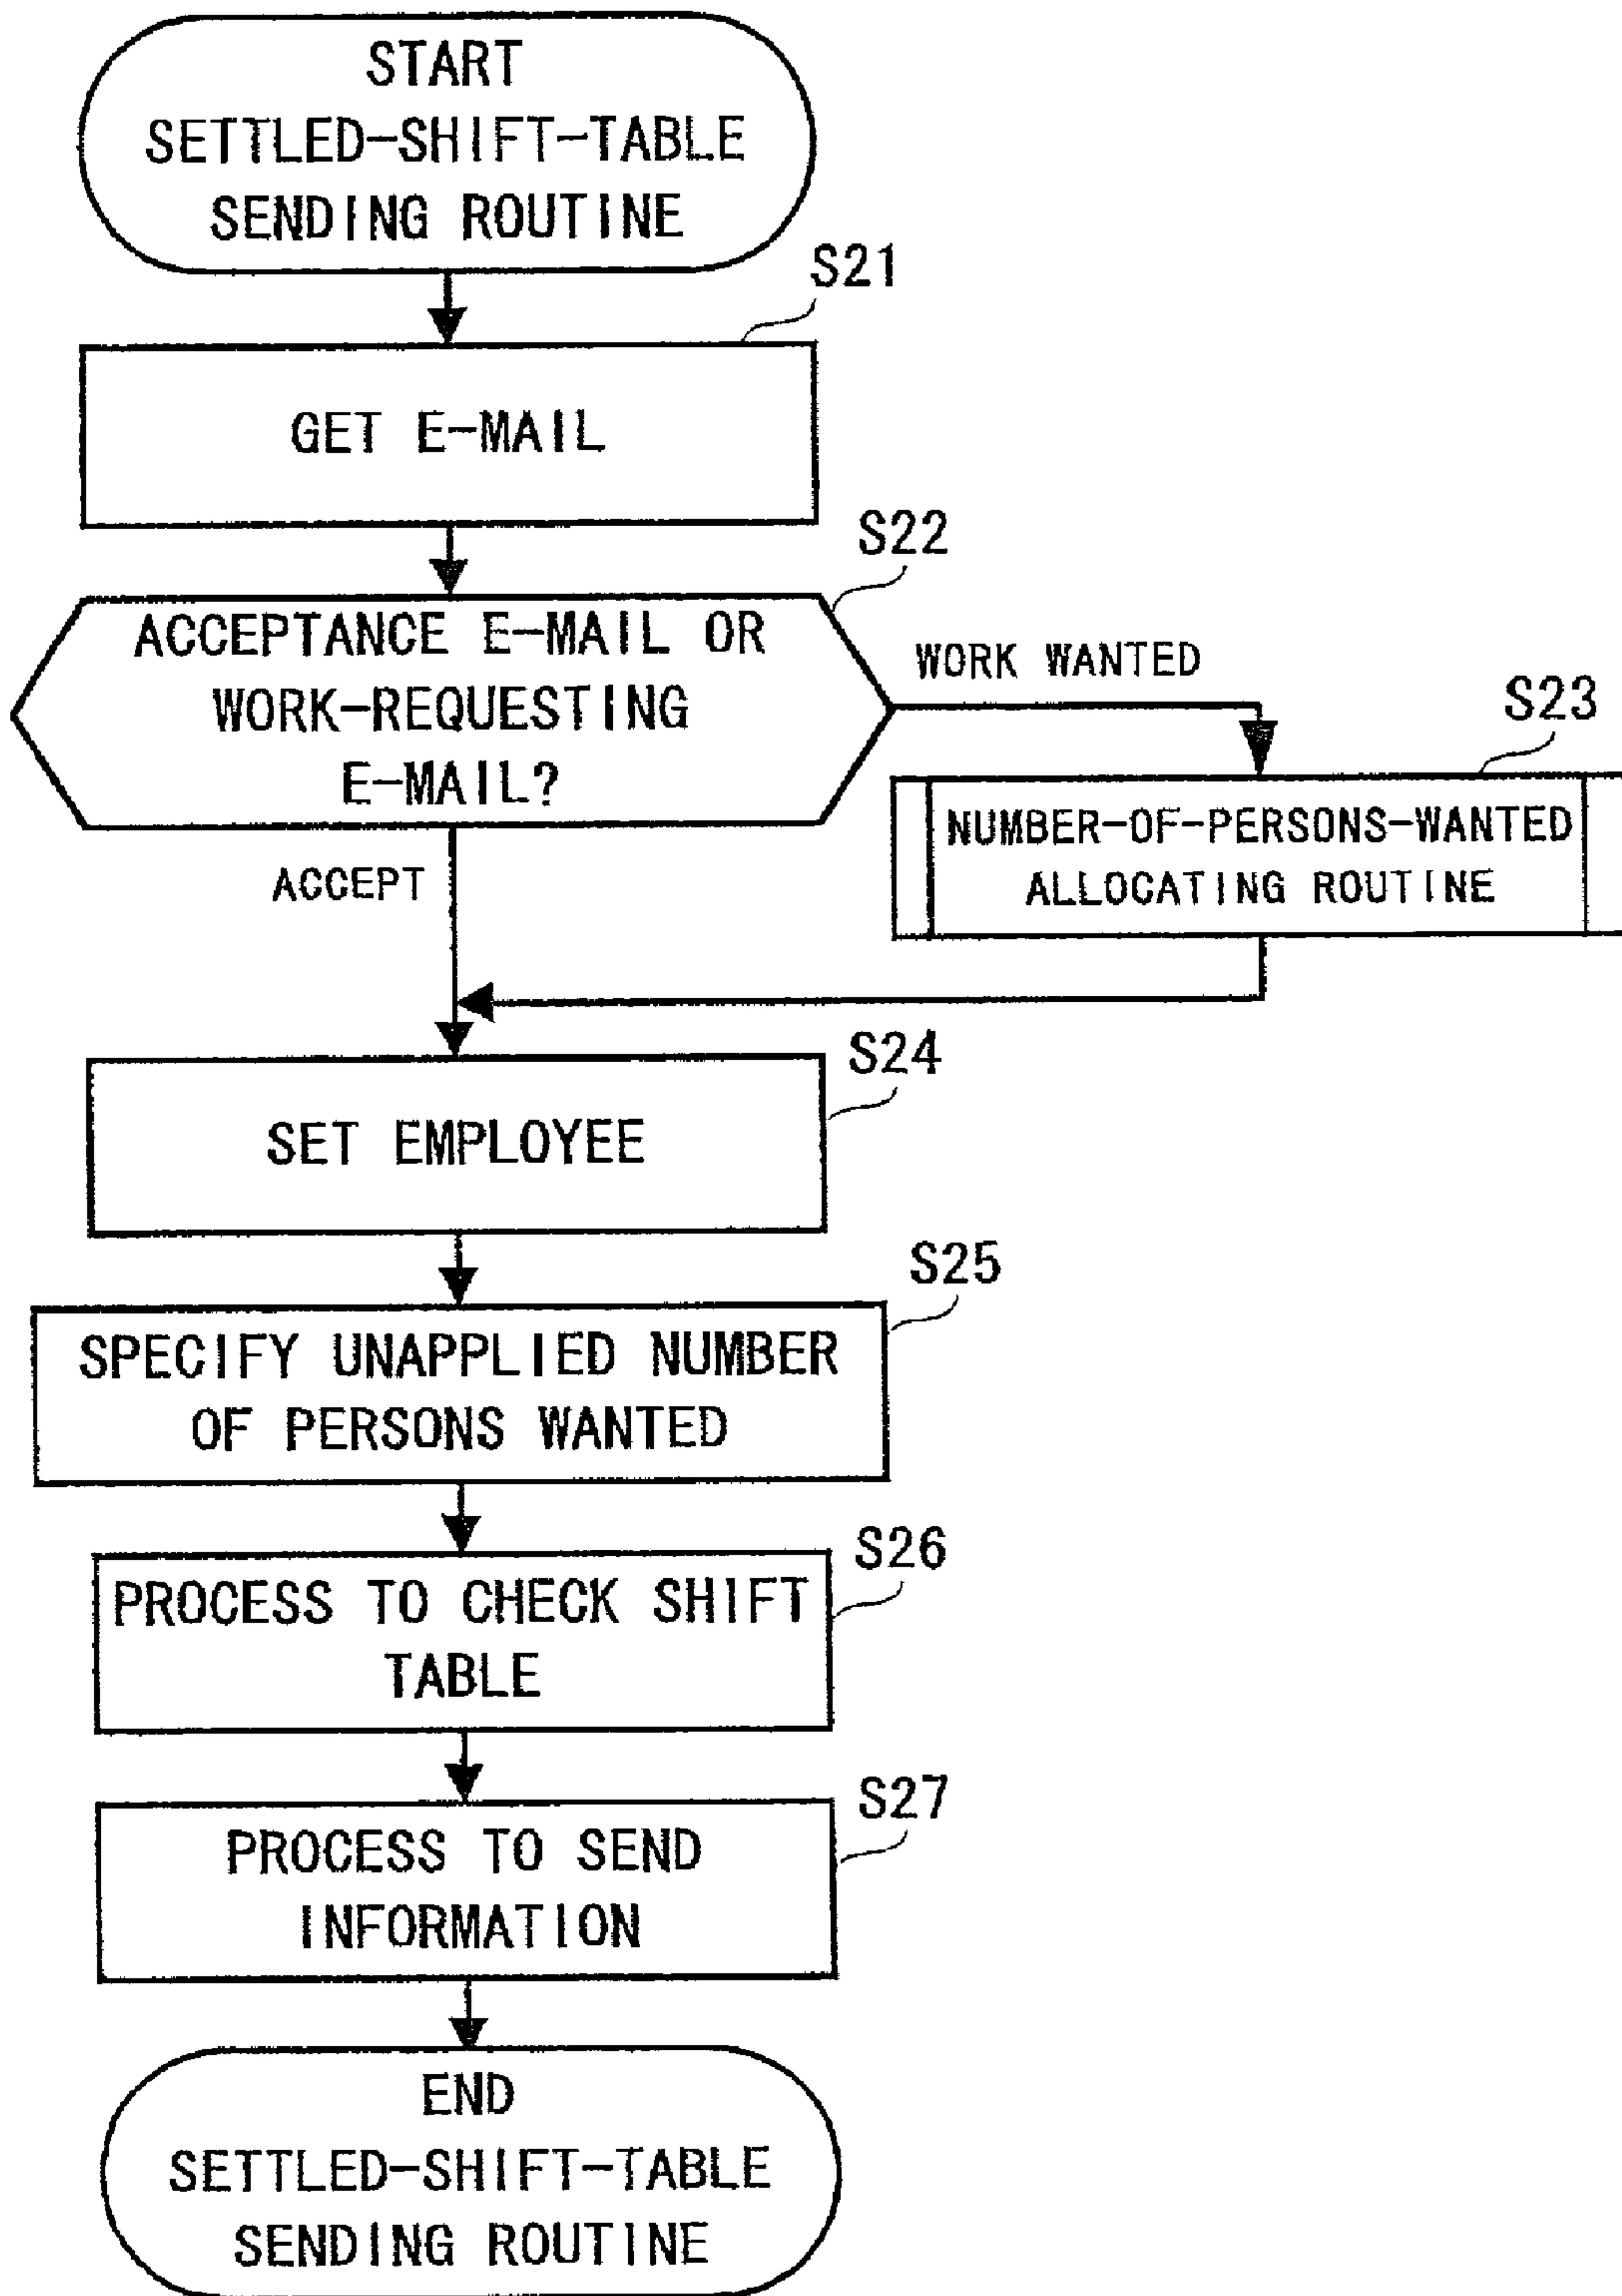 START
SETTLED-SHIFT-TABLE
SENDING ROUTINE
S21
GET E-MAIL
S22
ACCEPTANCE E-MAIL OR
WORK-REQUESTING
E-MAIL?
WORK WANTED
S23
NUMBER-OF-PERSONS-WANTED
ALLOCATING ROUTINE
ACCEPT
S24
SET EMPLOYEE
S25
SPECIFY UNAPPLIED NUMBER
OF PERSONS WANTED
S26
PROCESS TO CHECK SHIFT
TABLE
S27
PROCESS TO SEND
INFORMATION
END
SETTLED-SHIFT-TABLE
SENDING ROUTINE